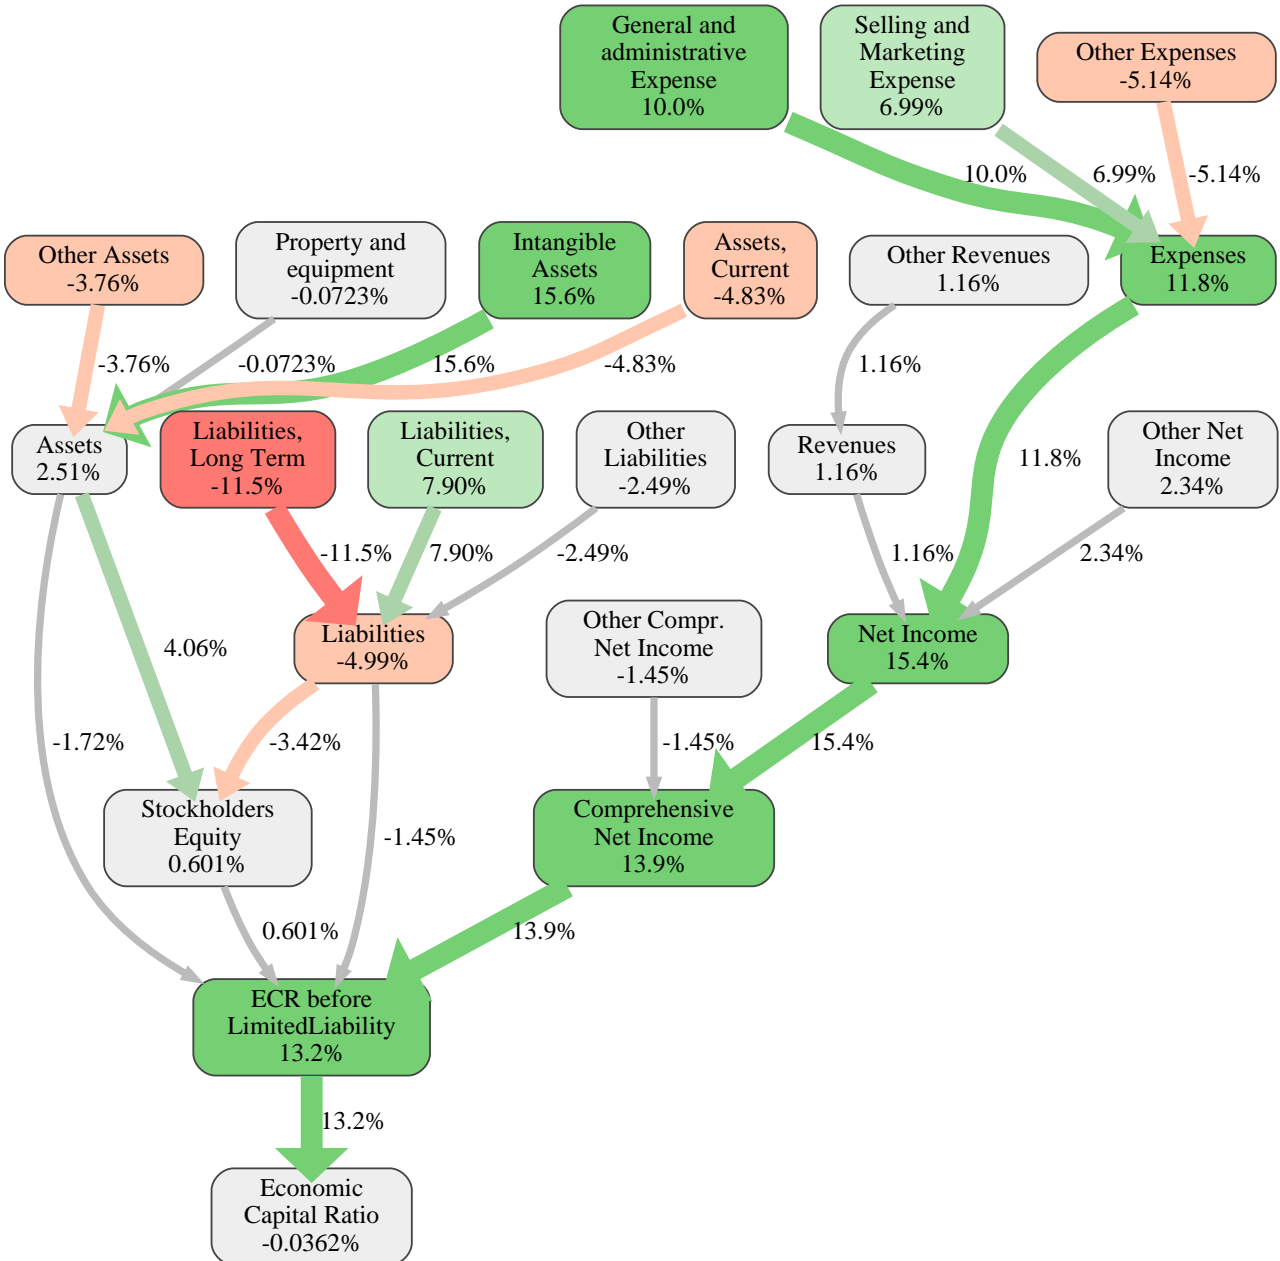 General and
administrative
Expense
10.0%
Selling and
Marketing
Expense
6.99%
Other Expenses
-5.14%
10.0%
6.99%
-5.14%
Other Assets
-3.76%
Property and
equipment
-0.0723%
Intangible
Assets
15.6%
Assets,
Current
-4.83%
Other Revenues
1.16%
Expenses
11.8%
-3.76%
-0.0723%
15.6%
-4.83%
1.16%
Assets
2.51%
Liabilities,
Long Term
-11.5%
Liabilities,
Current
7.90%
Other
Liabilities
-2.49%
Revenues
1.16%
11.8%
Other Net
Income
2.34%
-11.5%
7.90%
-2.49%
1.16%
2.34%
4.06%
Liabilities
-4.99%
Other Compr.
Net Income
-1.45%
Net Income
15.4%
-1.72%
-3.42%
-1.45%
15.4%
Stockholders
Equity
0.601%
-1.45%
Comprehensive
Net Income
13.9%
0.601%
13.9%
ECR before
LimitedLiability
13.2%
13.2%
Economic
Capital Ratio
-0.0362%